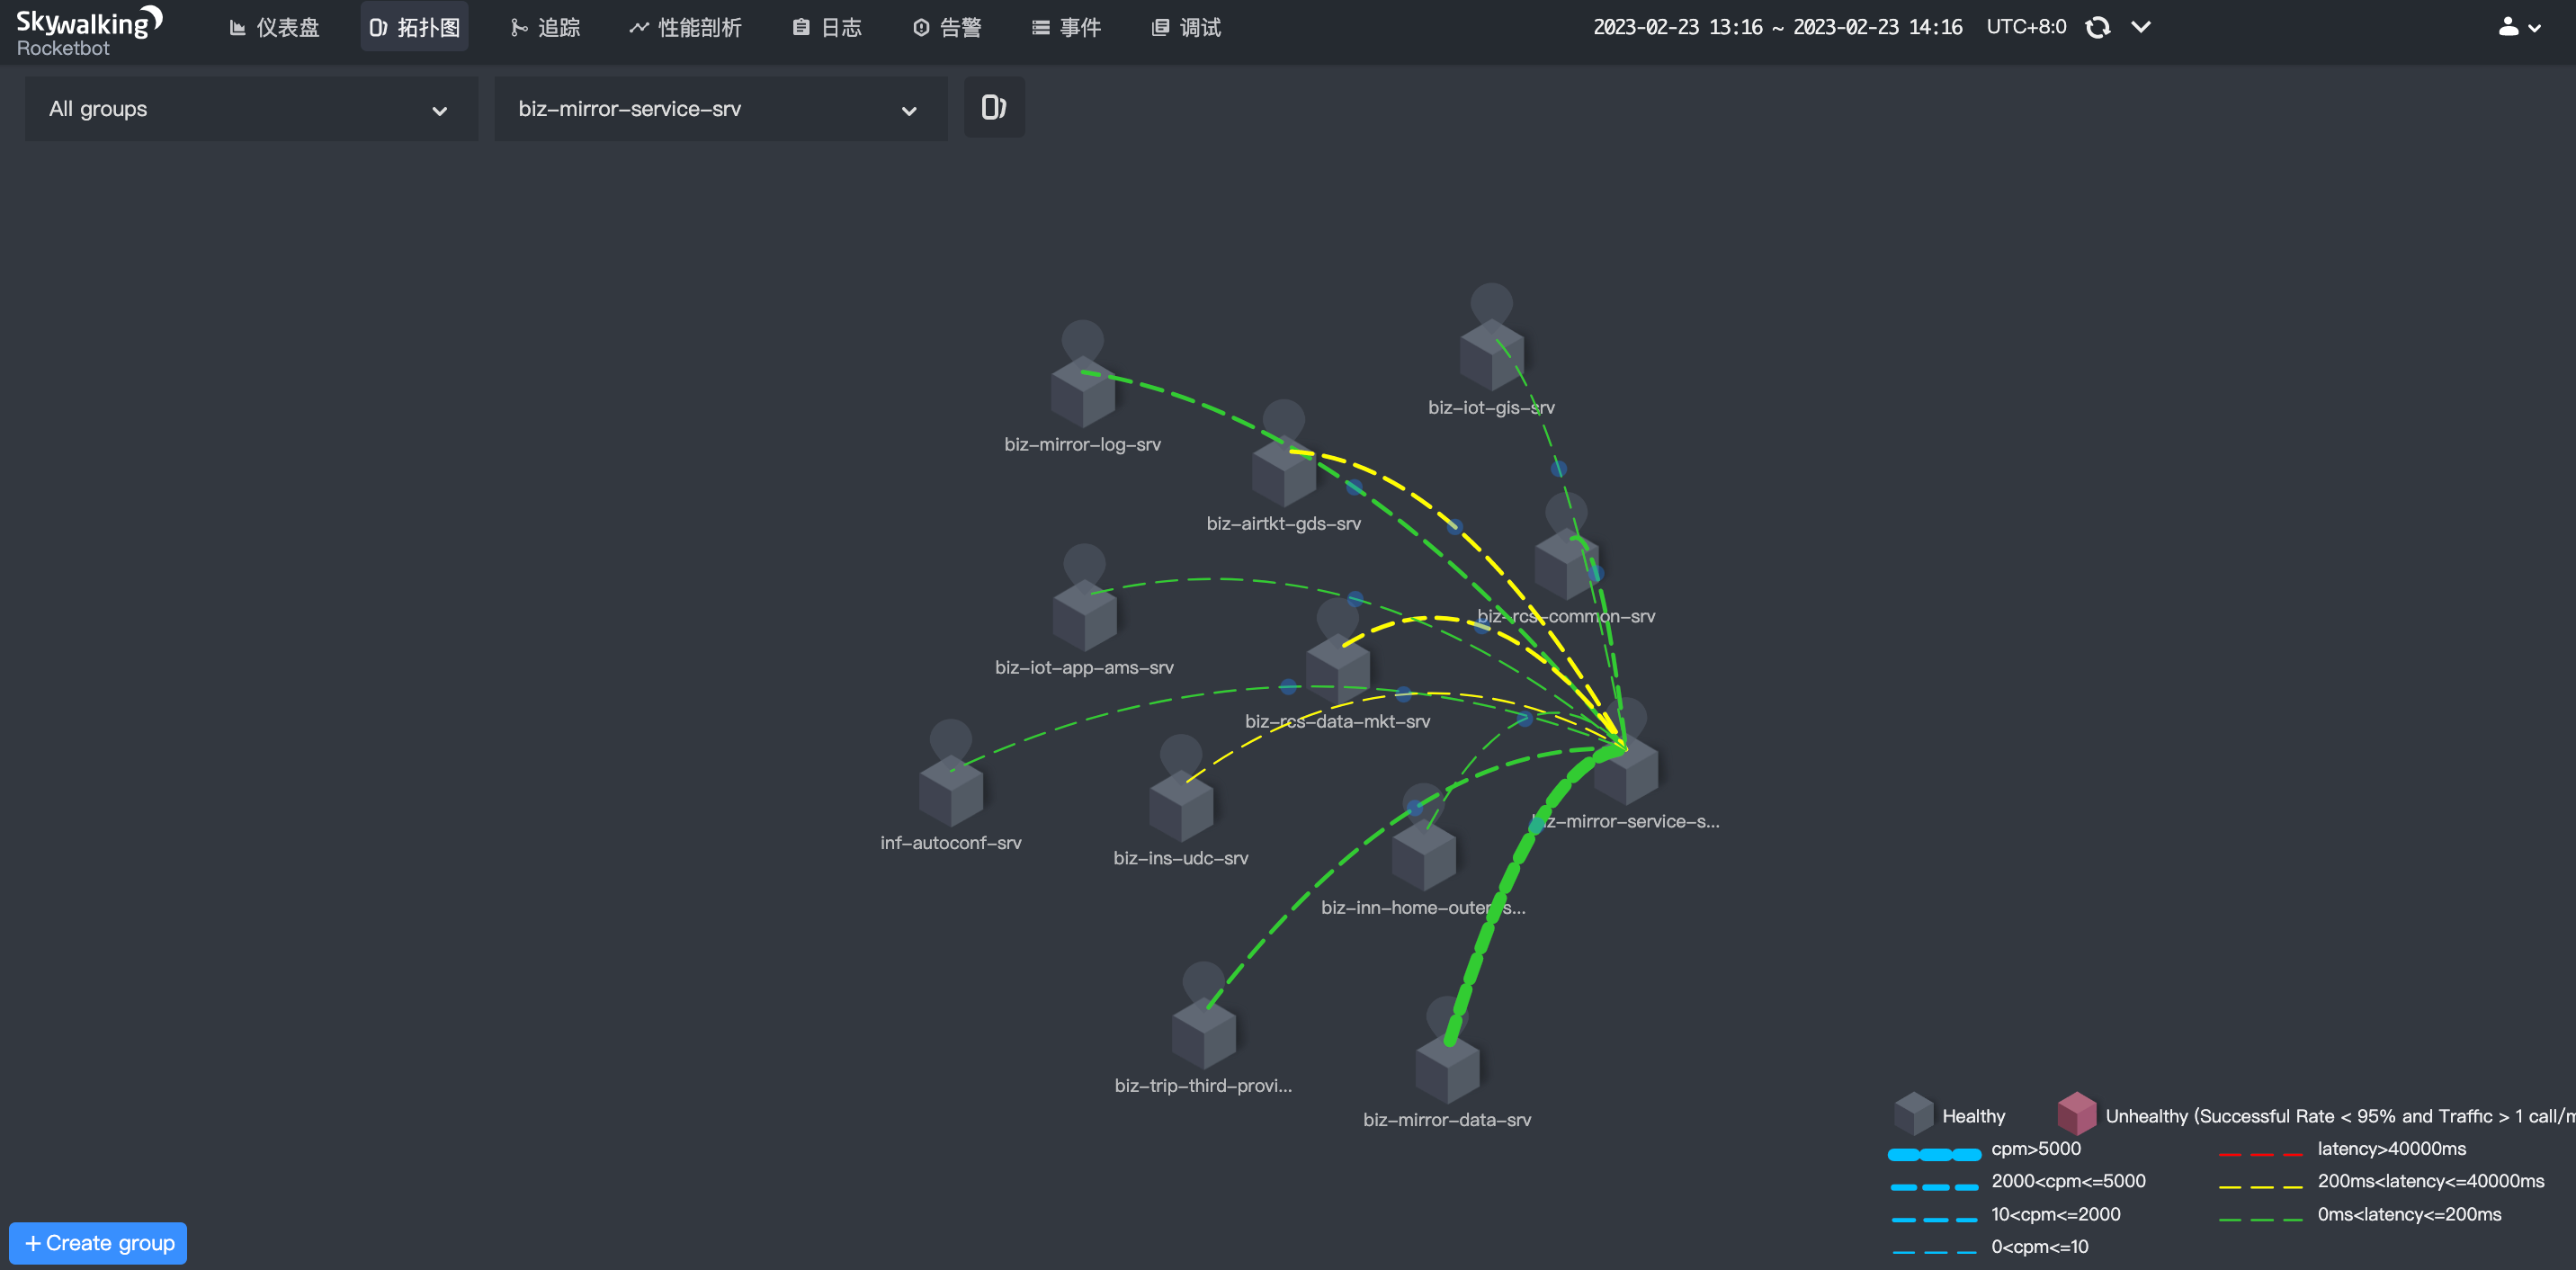 Skywalking
Rocketbot
仪表盘
拓扑图
追踪
性能剖析
日志
告警
事件
调试
2023-02-23 13:16 ~ 2023-02-23 14:16
UTC+8:0
All groups
biz-mirror-service-srv
biz-iot-gis-srv
biz-mirror-log-srv
biz-airtkt-gds-srv
biz-rcs-common-srv
biz-iot-app-ams-srv
biz-rcs-data-mkt-srv
biz-mirror-service-s...
inf-autoconf-srv
biz-ins-udc-srv
biz-inn-home-outer-s...
biz-trip-third-provi...
biz-mirror-data-srv
Healthy
Unhealthy (Successful Rate < 95% and Traffic > 1 call/m
cpm>5000
latency>40000ms
2000<cpm<=5000
200ms<latency<=40000ms
10<cpm<=2000
0ms<latency<=200ms
0<cpm<=10
+ Create group